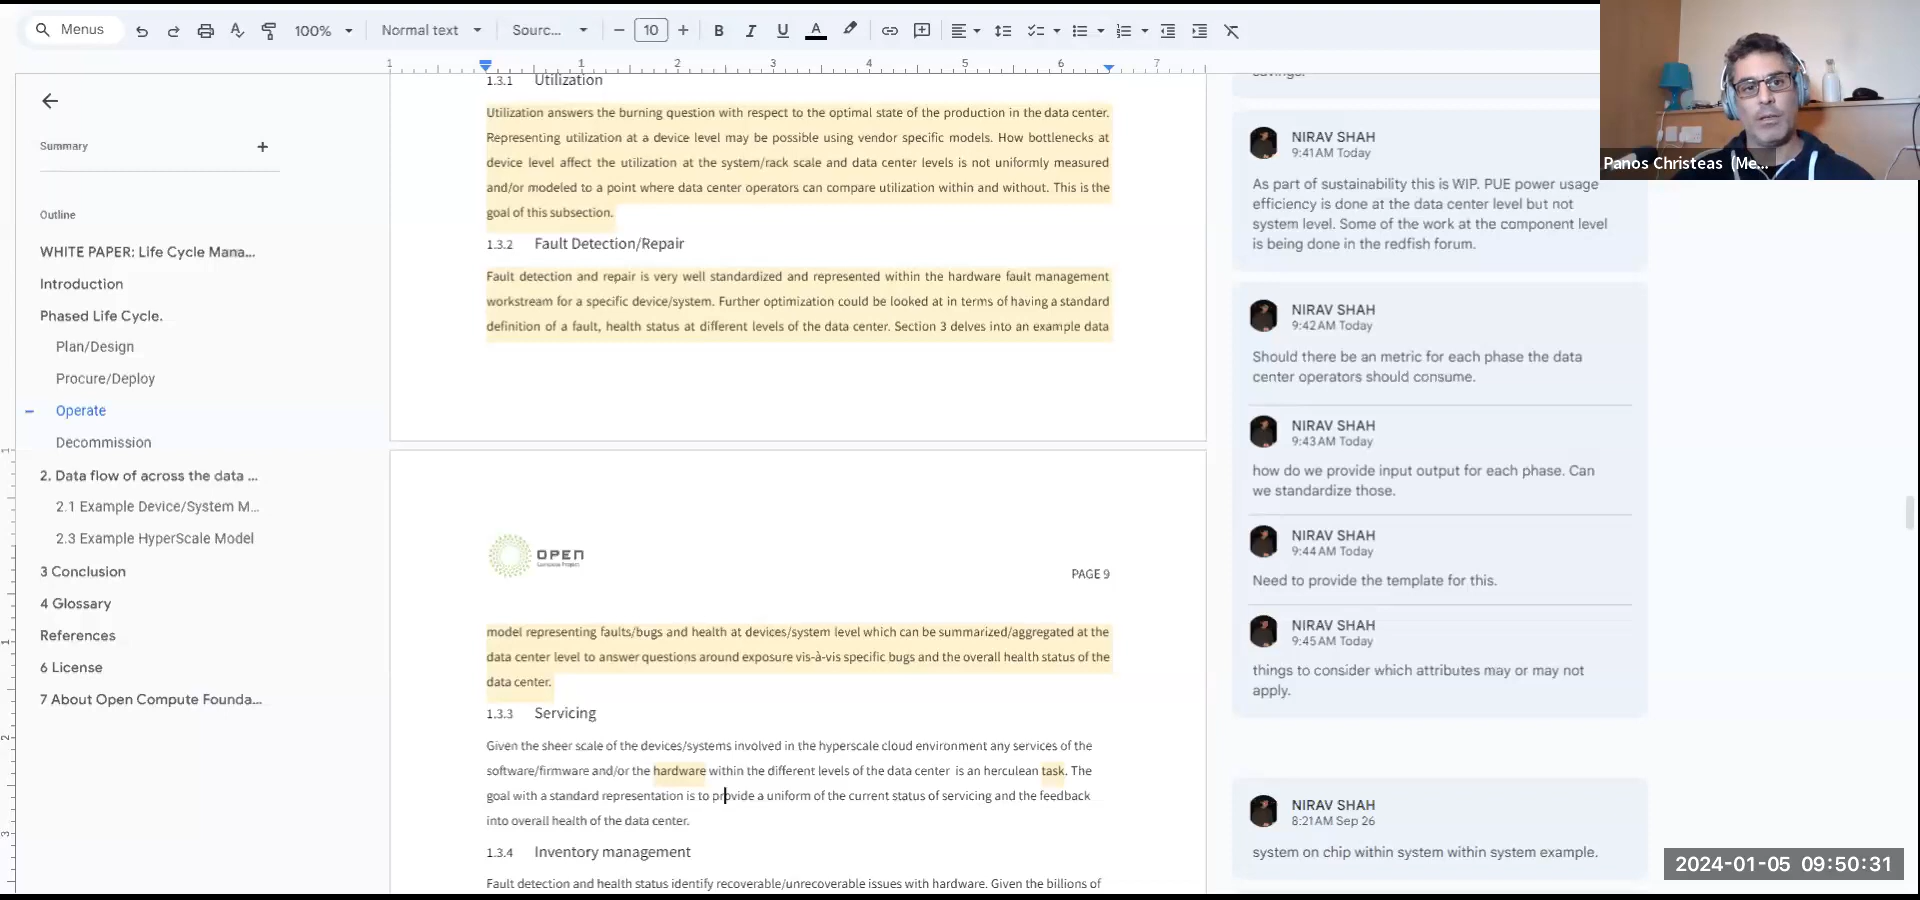 Menus
100%
Normal text
Sourc...
10
B
I
U
A
1 1 2 3 4 5 6 7
Summary
Outline
WHITE PAPER: Life Cycle Mana...
Introduction
Phased Life Cycle.
Plan/Design
Procure/Deploy
Operate
Decommission
2. Data flow of across the data ...
2.1 Example Device/System M...
2.3 Example HyperScale Model
3 Conclusion
4 Glossary
References
6 License
7 About Open Compute Founda...
1
1
2
3
1.3.1 Utilization
Utilization answers the burning question with respect to the optimal state of the production in the data center.
Representing utilization at a device level may be possible using vendor specific models. How bottlenecks at
device level affect the utilization at the system/rack scale and data center levels is not uniformly measured
and/or modeled to a point where data center operators can compare utilization within and without. This is the
goal of this subsection.
1.3.2 Fault Detection/Repair
Fault detection and repair is very well standardized and represented within the hardware fault management
workstream for a specific device/system. Further optimization could be looked at in terms of having a standard
definition of a fault, health status at different levels of the data center. Section 3 delves into an example data
OPEN
Compute Project
PAGE 9
model representing faults/bugs and health at devices/system level which can be summarized/aggregated at the
data center level to answer questions around exposure vis-à-vis specific bugs and the overall health status of the
data center.
1.3.3 Servicing
Given the sheer scale of the devices/systems involved in the hyperscale cloud environment any services of the
software/firmware and/or the hardware within the different levels of the data center is an herculean task. The
goal with a standard representation is to provide a uniform of the current status of servicing and the feedback
into overall health of the data center.
1.3.4 Inventory management
Fault detection and health status identify recoverable/unrecoverable issues with hardware. Given the billions of
savings.
NIRAV SHAH
9:41 AM Today
As part of sustainability this is WIP. PUE power usage
efficiency is done at the data center level but not
system level. Some of the work at the component level
is being done in the redfish forum.
NIRAV SHAH
9:42 AM Today
Should there be an metric for each phase the data
center operators should consume.
NIRAV SHAH
9:43 AM Today
how do we provide input output for each phase. Can
we standardize those.
NIRAV SHAH
9:44 AM Today
Need to provide the template for this.
NIRAV SHAH
9:45 AM Today
things to consider which attributes may or may not
apply.
NIRAV SHAH
8:21 AM Sep 26
system on chip within system within system example.
Panos Christeas (Me...
2024-01-05 09:50:31